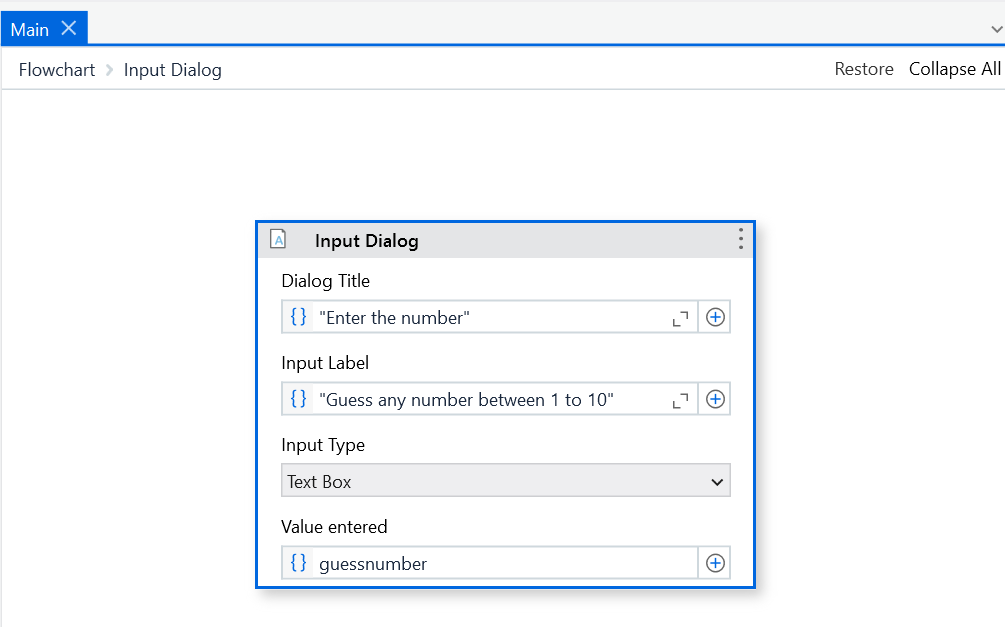 Main
Flowchart > Input Dialog
Restore Collapse All
A Input Dialog
Dialog Title
{} "Enter the number"
Input Label
{} "Guess any number between 1 to 10"
Input Type
Text Box
Value entered
{} guessnumber